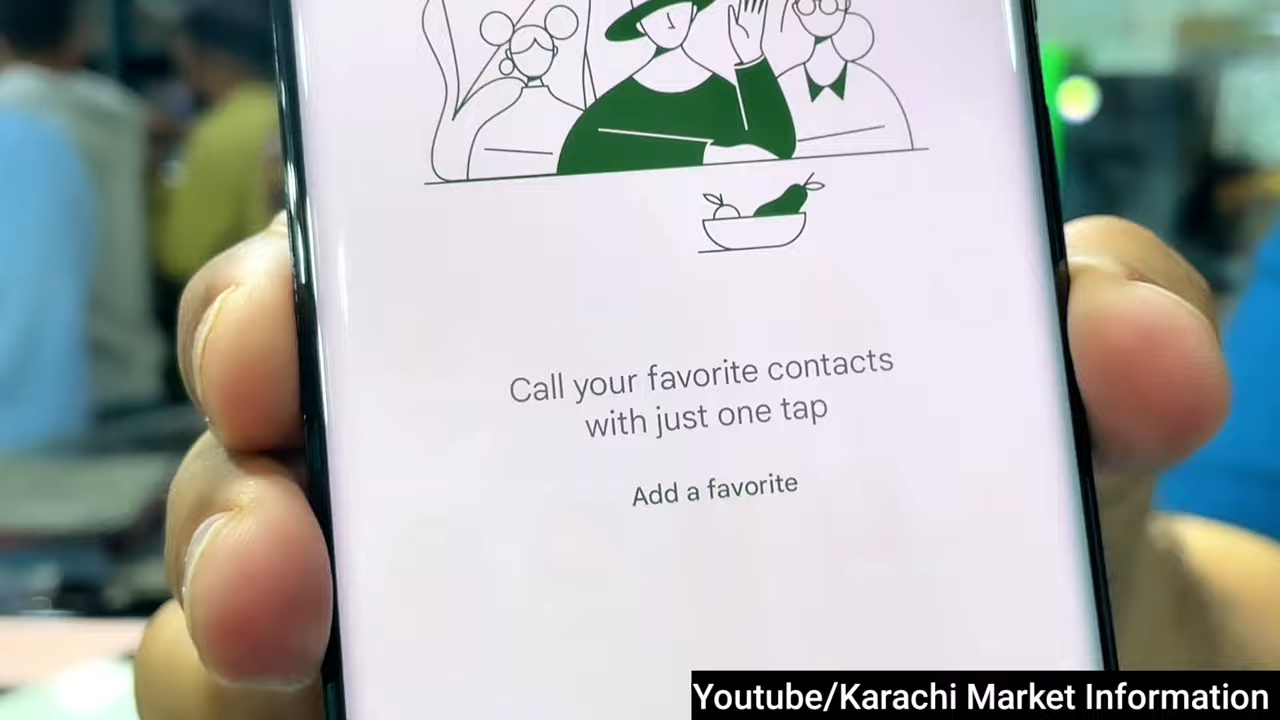 Call your favorite contacts
with just one tap
Add a favorite
Youtube/Karachi Market Information